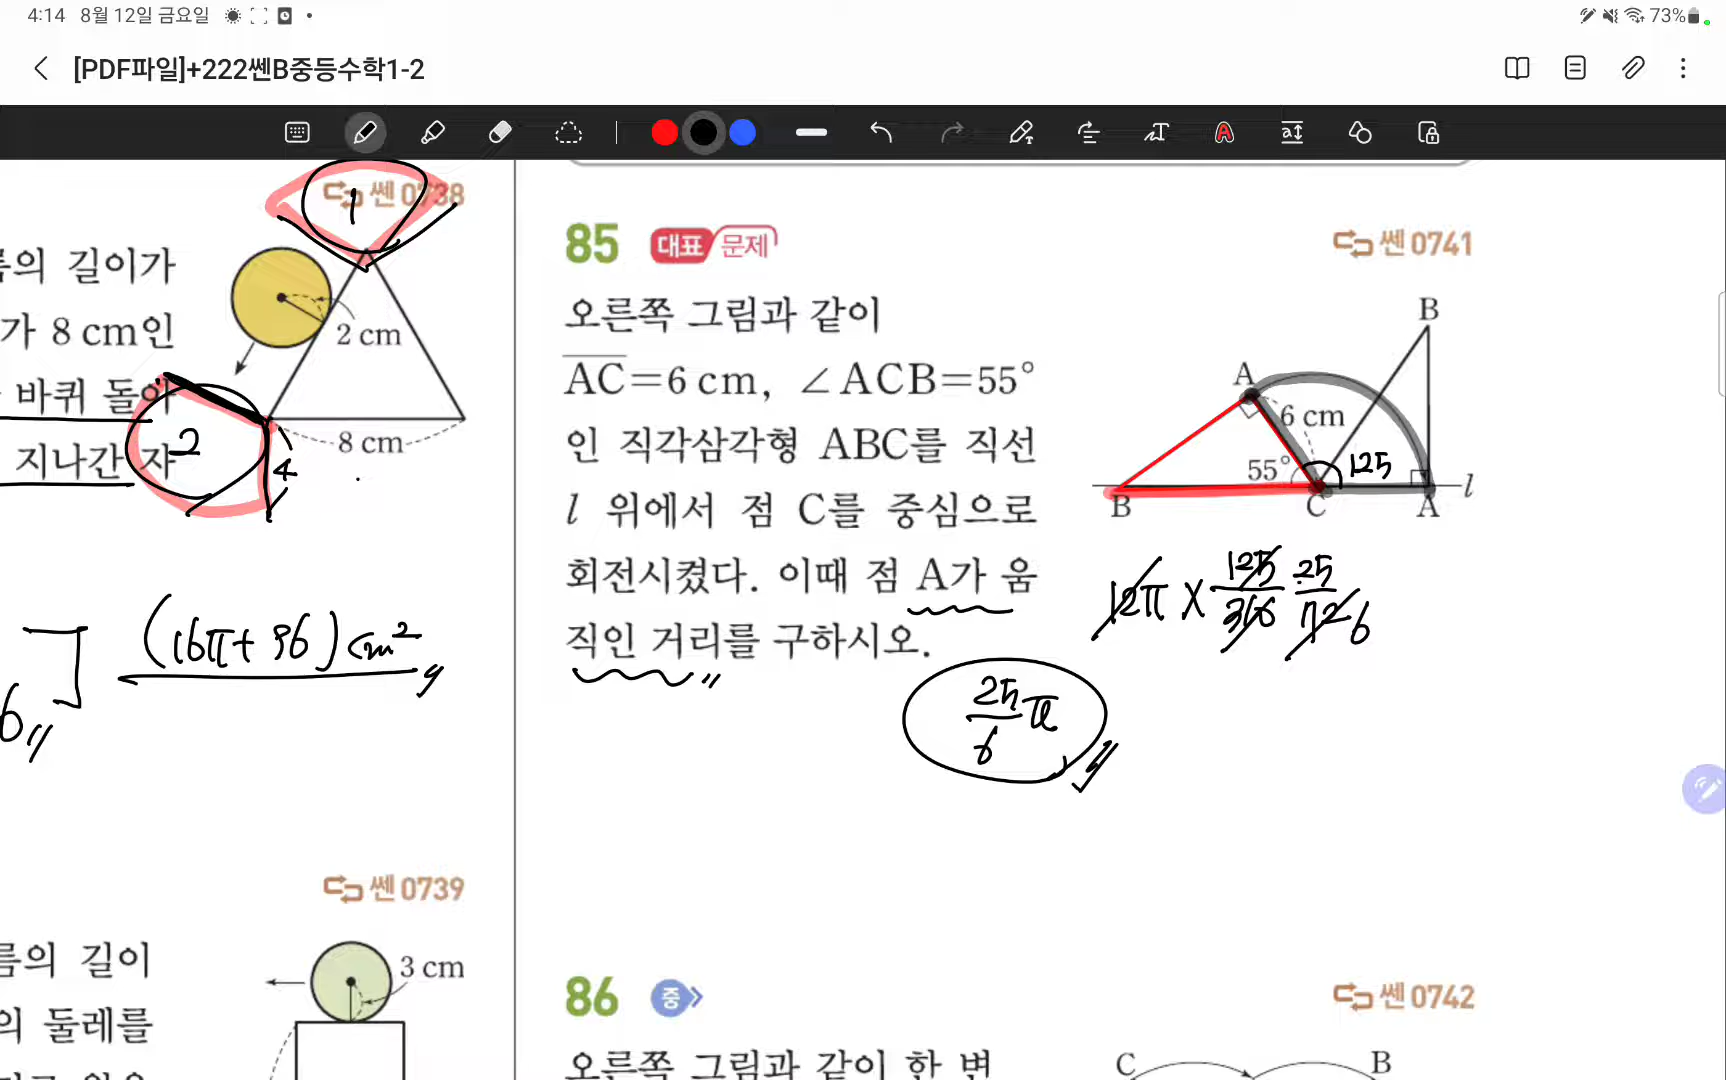 4:14 8월 12일 금요일
73%
[PDF파일]+222쎈B중등수학1-2
쎈 0738
1
름의 길이가
가 8 cm인
바퀴 돌아
지나간 자
2 cm
8 cm
2
4
(16π+96)cm²
6
쎈 0739
름의 길이
의 둘레를
3 cm
85 대표 문제
쎈 0741
오른쪽 그림과 같이
AC=6 cm, ∠ACB=55°
인 직각삼각형 ABC를 직선
l 위에서 점 C를 중심으로
회전시켰다. 이때 점 A가 움
직인 거리를 구하시오.
B
A
6 cm
55°
125
l
B
C
A
12π × 125/360 25/72 6
25/6 π
86 중
쎈 0742
오른쪽 그림과 같이 한 변
C
B